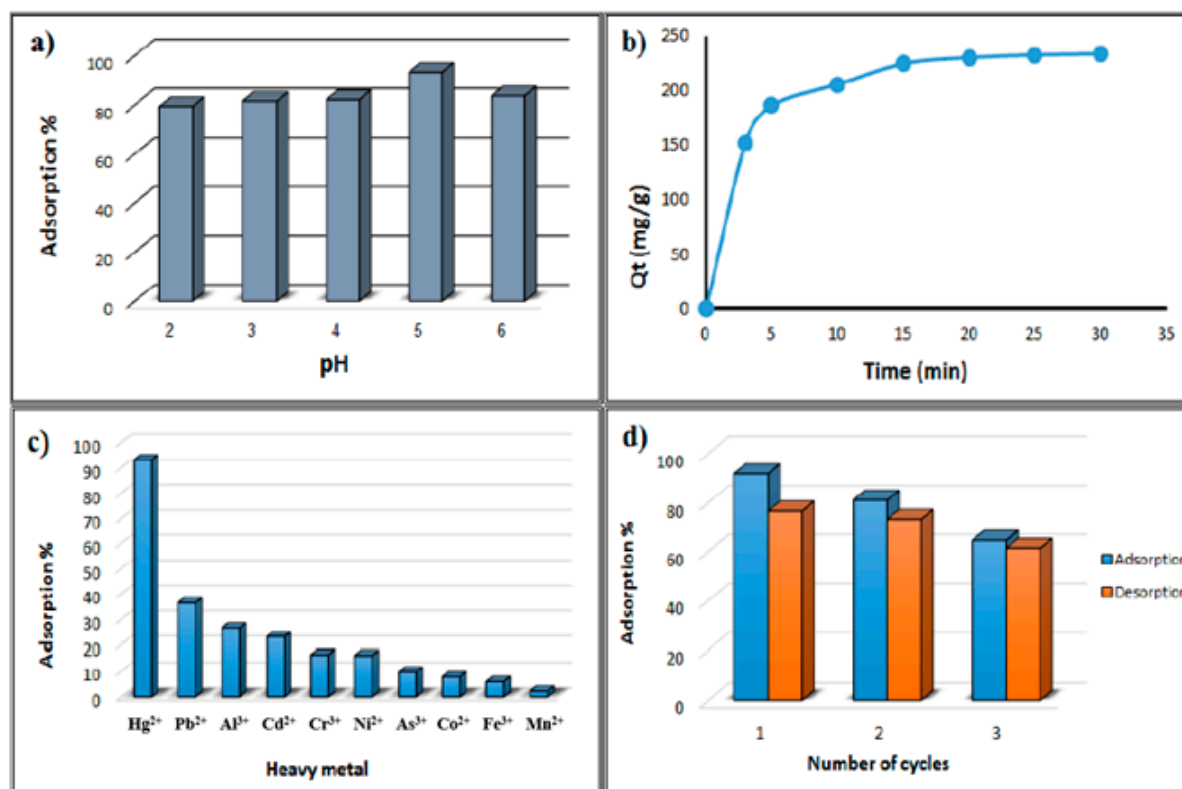 a)
Adsorption %
100
80
60
40
20
0
2 3 4 5 6
pH
b)
Qt (mg/g)
250
200
150
100
50
0
0 5 10 15 20 25 30 35
Time (min)
c)
Adsorption %
100
90
80
70
60
50
40
30
20
10
0
Hg²⁺ Pb²⁺ Al³⁺ Cd²⁺ Cr³⁺ Ni²⁺ As³⁺ Co²⁺ Fe³⁺ Mn²⁺
Heavy metal
d)
Adsorption %
100
80
60
40
20
0
1 2 3
Number of cycles
Adsorption
Desorption